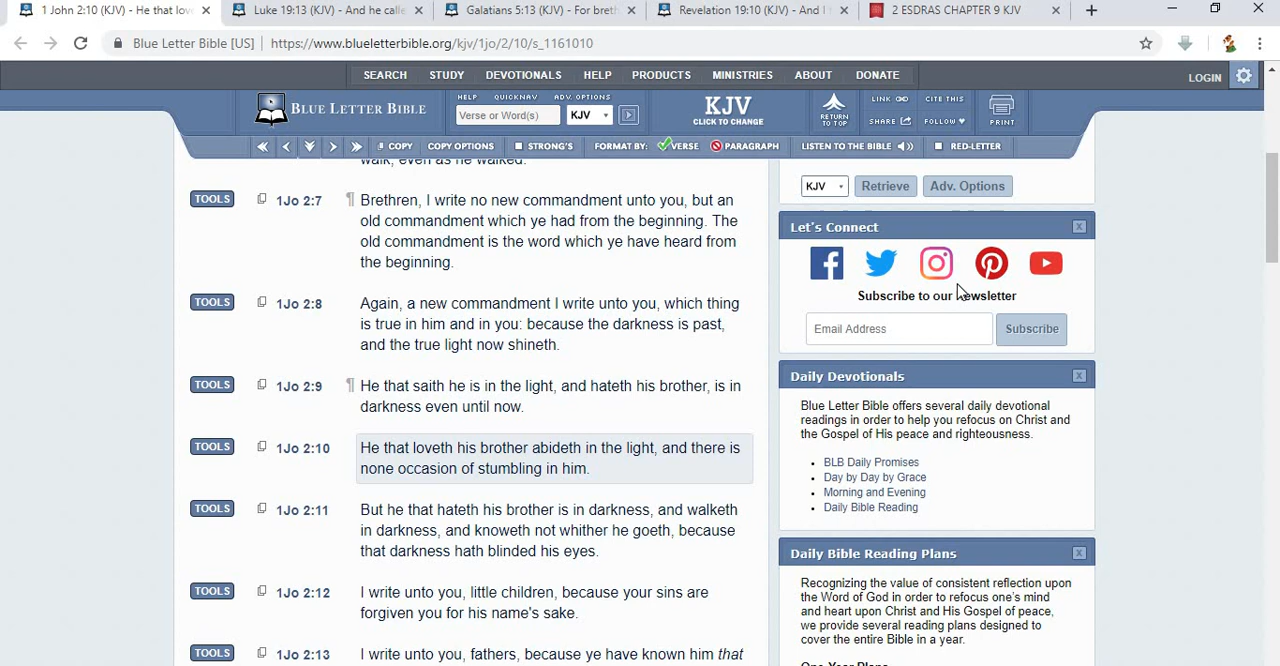 1 John 2:10 (KJV) - He that lov
Luke 19:13 (KJV) - And he calle
Galatians 5:13 (KJV) - For breth
Revelation 19:10 (KJV) - And I
2 ESDRAS CHAPTER 9 KJV
Blue Letter Bible [US] | https://www.blueletterbible.org/kjv/1jo/2/10/s_1161010
SEARCH STUDY DEVOTIONALS HELP PRODUCTS MINISTRIES ABOUT DONATE
LOGIN
BLUE LETTER BIBLE
HELP QUICKNAV ADV. OPTIONS
Verse or Word(s) KJV
KJV
CLICK TO CHANGE
RETURN
TO TOP
LINK CITE THIS
SHARE FOLLOW
PRINT
COPY COPY OPTIONS STRONG'S FORMAT BY: VERSE PARAGRAPH LISTEN TO THE BIBLE RED-LETTER
walk, even as he walked.
TOOLS 1Jo 2:7 ¶ Brethren, I write no new commandment unto you, but an
old commandment which ye had from the beginning. The
old commandment is the word which ye have heard from
the beginning.
TOOLS 1Jo 2:8 Again, a new commandment I write unto you, which thing
is true in him and in you: because the darkness is past,
and the true light now shineth.
TOOLS 1Jo 2:9 ¶ He that saith he is in the light, and hateth his brother, is in
darkness even until now.
TOOLS 1Jo 2:10 He that loveth his brother abideth in the light, and there is
none occasion of stumbling in him.
TOOLS 1Jo 2:11 But he that hateth his brother is in darkness, and walketh
in darkness, and knoweth not whither he goeth, because
that darkness hath blinded his eyes.
TOOLS 1Jo 2:12 I write unto you, little children, because your sins are
forgiven you for his name's sake.
TOOLS 1Jo 2:13 I write unto you, fathers, because ye have known him that
KJV Retrieve Adv. Options
Let's Connect
Subscribe to our Newsletter
Email Address Subscribe
Daily Devotionals
Blue Letter Bible offers several daily devotional
readings in order to help you refocus on Christ and
the Gospel of His peace and righteousness.
BLB Daily Promises
Day by Day by Grace
Morning and Evening
Daily Bible Reading
Daily Bible Reading Plans
Recognizing the value of consistent reflection upon
the Word of God in order to refocus one's mind
and heart upon Christ and His Gospel of peace,
we provide several reading plans designed to
cover the entire Bible in a year.
One-Year Plans